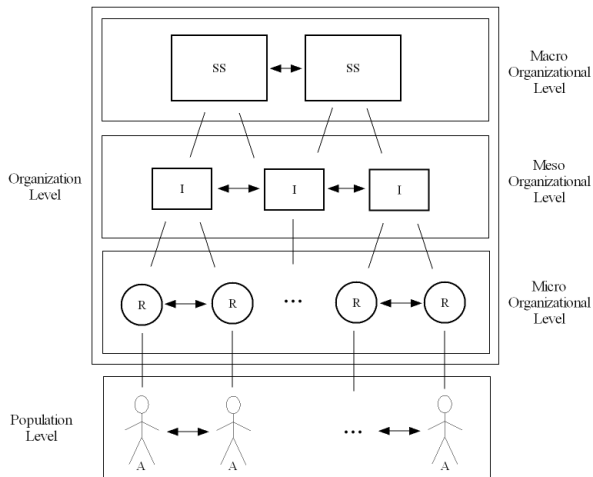 SS
SS
Macro
Organizational
Level
Organization
Level
I
I
I
Meso
Organizational
Level
R
R
...
R
R
Micro
Organizational
Level
Population
Level
A
A
...
A